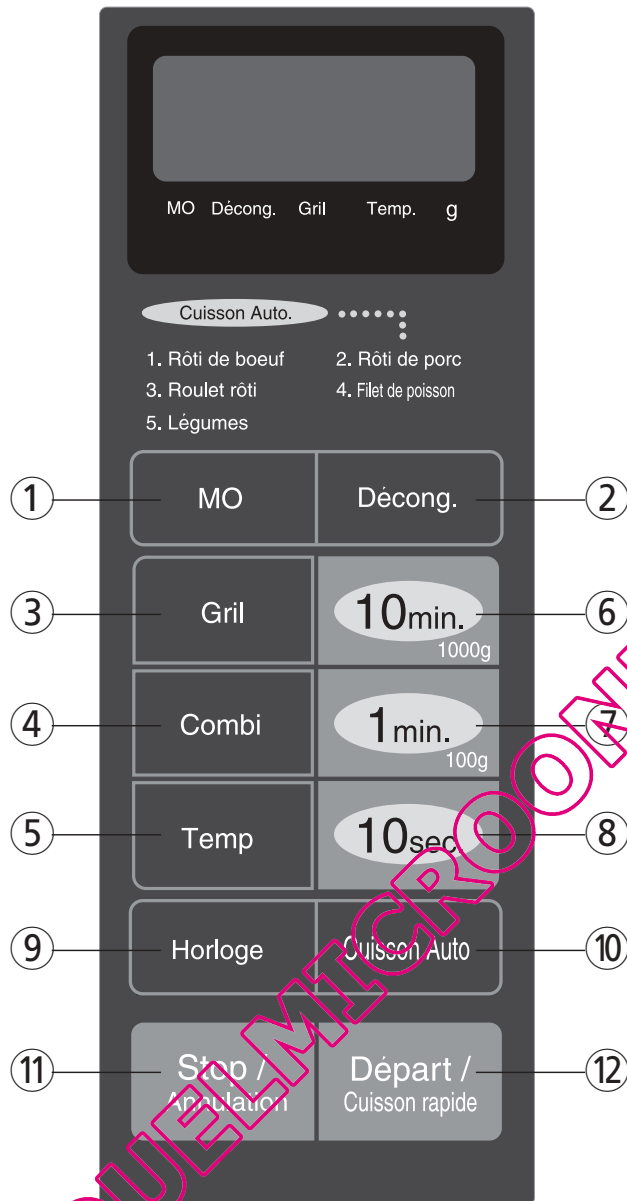 MO Décong. Gril Temp. g
Cuisson Auto.
1. Rôti de boeuf 2. Rôti de porc
3. Roulet rôti 4. Filet de poisson
5. Légumes
1 MO Décong. 2
3 Gril 10min. 6
1000g
4 Combi 1min. 7
100g
5 Temp 10sec. 8
9 Horloge Cuisson Auto 10
11 Stop / Départ / 12
Annulation Cuisson rapide